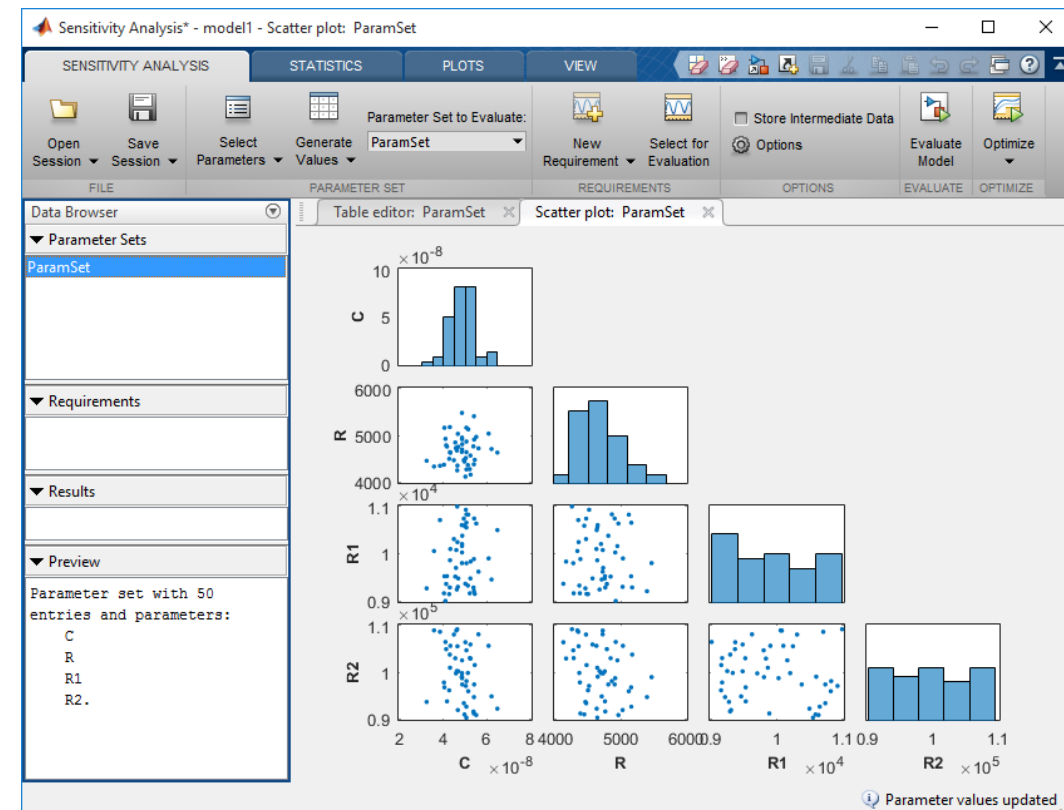 Sensitivity Analysis* - model1 - Scatter plot: ParamSet
SENSITIVITY ANALYSIS STATISTICS PLOTS VIEW
Open Session
Save Session
Select Parameters
Generate Values
Parameter Set to Evaluate:
ParamSet
New Requirement
Select for Evaluation
Store Intermediate Data
Options
Evaluate Model
Optimize
FILE PARAMETER SET REQUIREMENTS OPTIONS EVALUATE OPTIMIZE
Data Browser
Parameter Sets
ParamSet
Requirements
Results
Preview
Parameter set with 50
entries and parameters:
C
R
R1
R2.
Table editor: ParamSet
Scatter plot: ParamSet
×10⁻⁸
10
C 5
0
6000
R 5000
4000
×10⁴
1.1
R1 1
0.9
×10⁵
1.1
R2 1
0.9
2 4 6 8 4000 5000 6000 0.9 1 1.1 0.9 1 1.1
C ×10⁻⁸ R R1 ×10⁴ R2 ×10⁵
Parameter values updated